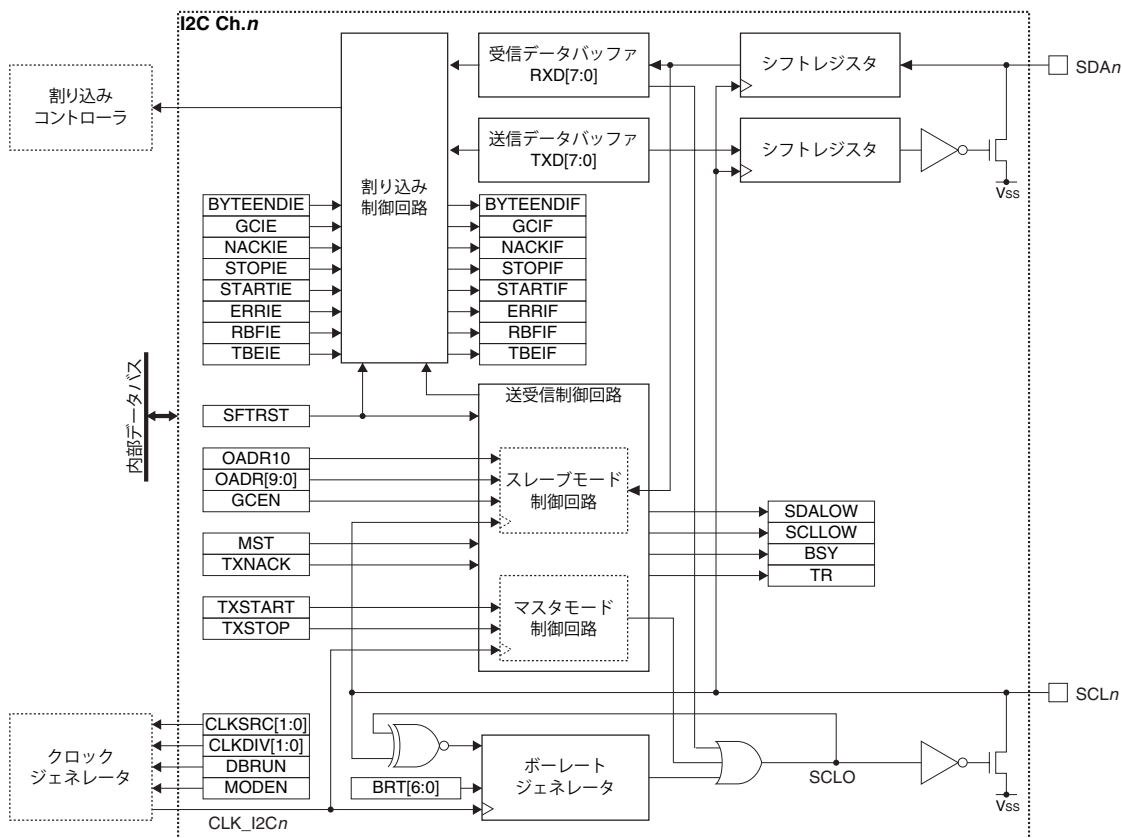 I2C Ch.n
割り込み
コントローラ
割り込み
制御回路
受信データバッファ
RXD[7:0]
シフトレジスタ
SDAn
送信データバッファ
TXD[7:0]
シフトレジスタ
VSS
BYTEENDIE
GCIE
NACKIE
STOPIE
STARTIE
ERRIE
RBFIE
TBEIE
BYTEENDIF
GCIF
NACKIF
STOPIF
STARTIF
ERRIF
RBFIF
TBEIF
内部データバス
SFTRST
送受信制御回路
OADR10
OADR[9:0]
GCEN
スレーブモード
制御回路
MST
TXNACK
SDALOW
SCLLOW
BSY
TR
TXSTART
TXSTOP
マスタモード
制御回路
SCLn
クロック
ジェネレータ
CLKSRC[1:0]
CLKDIV[1:0]
DBRUN
MODEN
BRT[6:0]
ボーレート
ジェネレータ
SCLO
VSS
CLK_I2Cn